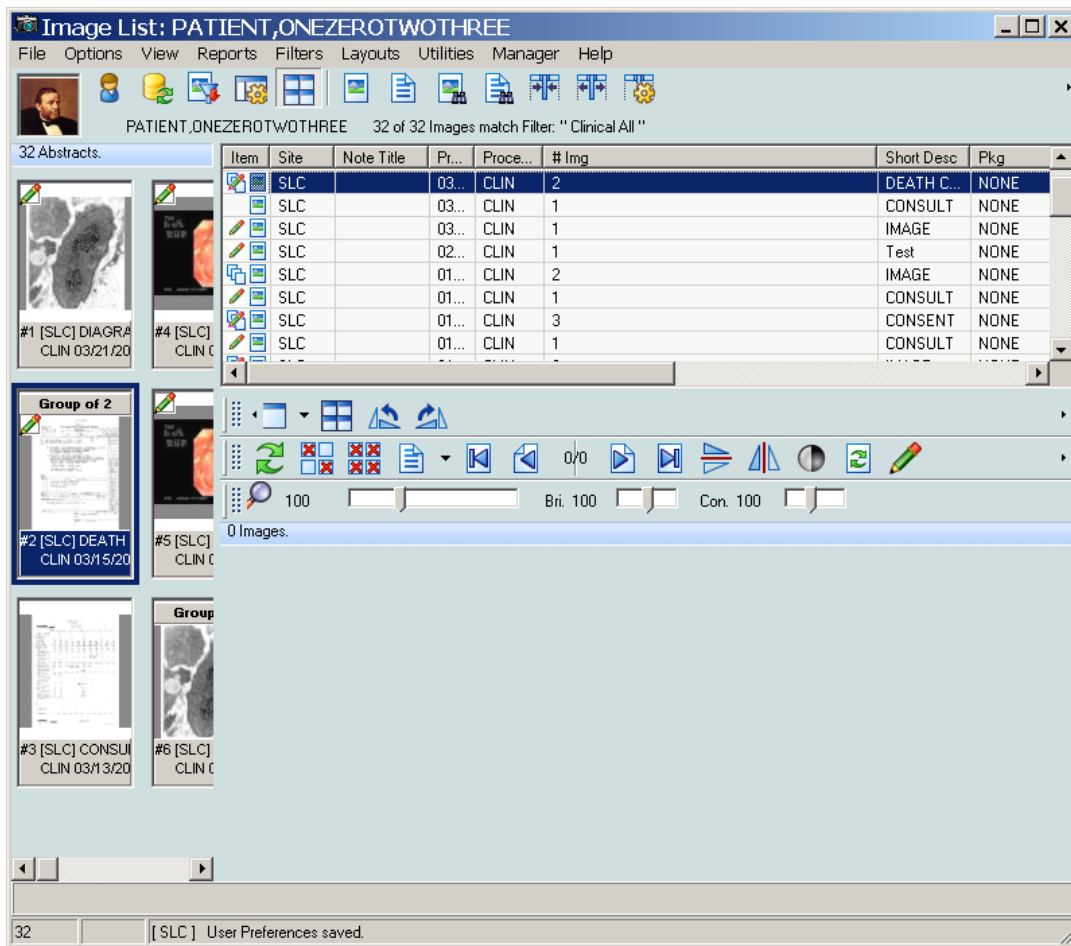 Image List: PATIENT,ONEZEROTWOTHREE
File Options View Reports Filters Layouts Utilities Manager Help
PATIENT,ONEZEROTWOTHREE 32 of 32 Images match Filter: " Clinical All "
32 Abstracts.
#1 [SLC] DIAGRA
CLIN 03/21/20
#4 [SLC]
CLIN
Group of 2
#2 [SLC] DEATH
CLIN 03/15/20
#5 [SLC]
CLIN
#3 [SLC] CONSUI
CLIN 03/13/20
Group
#6 [SLC]
CLIN
Item Site Note Title Pr... Proce... # Img Short Desc Pkg
SLC 03... CLIN 2 DEATH C... NONE
SLC 03... CLIN 1 CONSULT NONE
SLC 03... CLIN 1 IMAGE NONE
SLC 02... CLIN 1 Test NONE
SLC 01... CLIN 2 IMAGE NONE
SLC 01... CLIN 1 CONSULT NONE
SLC 01... CLIN 3 CONSENT NONE
SLC 01... CLIN 1 CONSULT NONE
0/0
100 Bri. 100 Con. 100
0 Images.
32 [ SLC ] User Preferences saved.